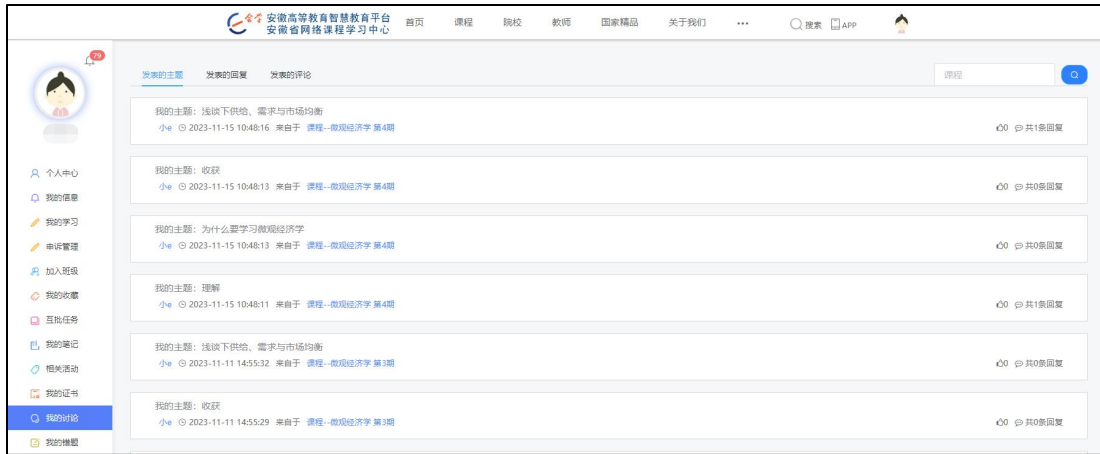 会学 安徽高等教育智慧教育平台
安徽省网络课程学习中心
首页 课程 院校 教师 国家精品 关于我们 ••• 搜索 APP
79
个人中心
我的信息
我的学习
申诉管理
加入班级
我的收藏
互批任务
我的笔记
相关活动
我的证书
我的讨论
我的错题
发表的主题 发表的回复 发表的评论
课程
我的主题：浅谈下供给、需求与市场均衡
小e 2023-11-15 10:48:16 来自于 课程--微观经济学 第4期 0 共1条回复
我的主题：收获
小e 2023-11-15 10:48:13 来自于 课程--微观经济学 第4期 0 共0条回复
我的主题：为什么要学习微观经济学
小e 2023-11-15 10:48:13 来自于 课程--微观经济学 第4期 0 共0条回复
我的主题：理解
小e 2023-11-15 10:48:11 来自于 课程--微观经济学 第4期 0 共1条回复
我的主题：浅谈下供给、需求与市场均衡
小e 2023-11-11 14:55:32 来自于 课程--微观经济学 第3期 0 共0条回复
我的主题：收获
小e 2023-11-11 14:55:29 来自于 课程--微观经济学 第3期 0 共0条回复